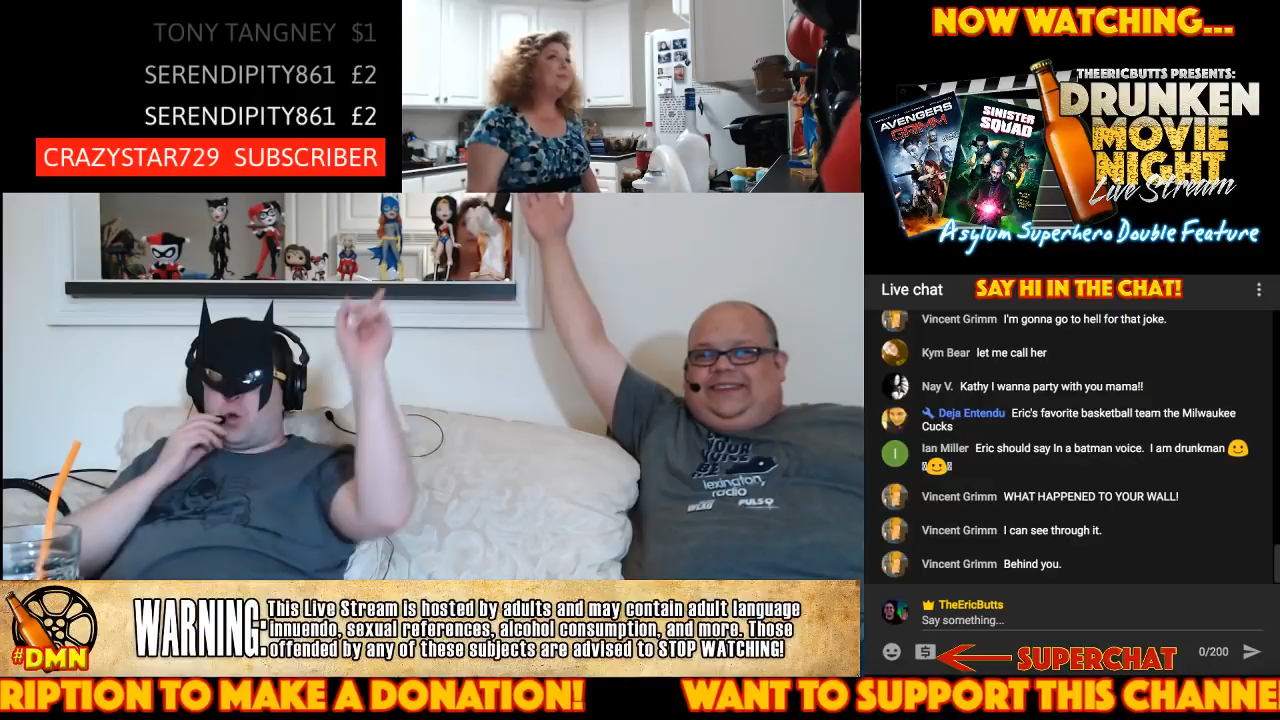 TONY TANGNEY $1
SERENDIPITY861 £2
SERENDIPITY861 £2
CRAZYSTAR729 SUBSCRIBER
NOW WATCHING...
THEERICBUTTS PRESENTS:
DRUNKEN
MOVIE
NIGHT
Live Stream
AVENGERS
GRIMM
SINISTER
SQUAD
Asylum Superhero Double Feature
Live chat
SAY HI IN THE CHAT!
Vincent Grimm I'm gonna go to hell for that joke.
Kym Bear let me call her
Nay V. Kathy I wanna party with you mama!!
Deja Entendu Eric's favorite basketball team the Milwaukee
Cucks
I
Ian Miller Eric should say In a batman voice. I am drunkman
Vincent Grimm WHAT HAPPENED TO YOUR WALL!
Vincent Grimm I can see through it.
Vincent Grimm Behind you.
TheEricButts
Say something...
SUPERCHAT
0/200
lexington,
radio
WLXU
PULSO
#DMN
WARNING:
This Live Stream is hosted by adults and may contain adult language
innuendo, sexual references, alcohol consumption, and more. Those
offended by any of these subjects are advised to STOP WATCHING!
RIPTION TO MAKE A DONATION! WANT TO SUPPORT THIS CHANNE